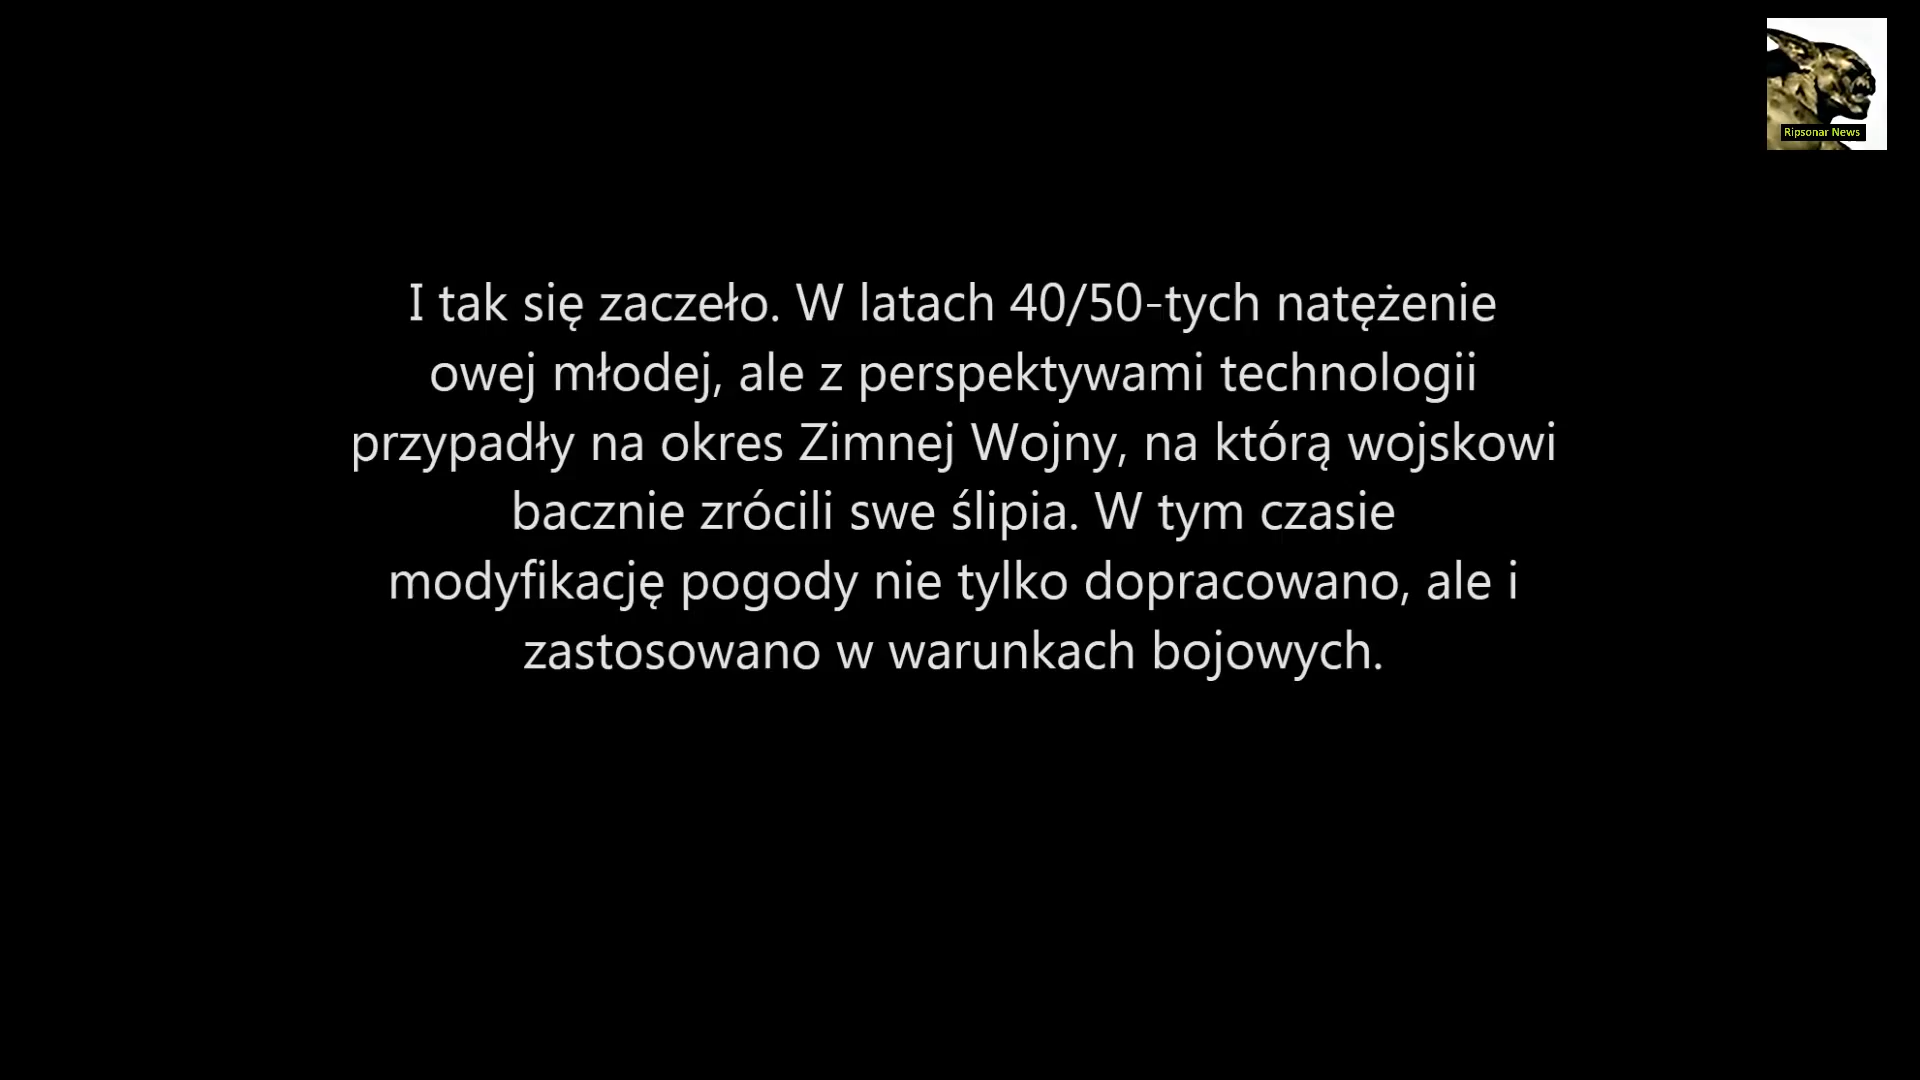 Ripsonar News
I tak się zaczeło. W latach 40/50-tych natężenie
owej młodej, ale z perspektywami technologii
przypadły na okres Zimnej Wojny, na którą wojskowi
bacznie zrócili swe ślipia. W tym czasie
modyfikację pogody nie tylko dopracowano, ale i
zastosowano w warunkach bojowych.